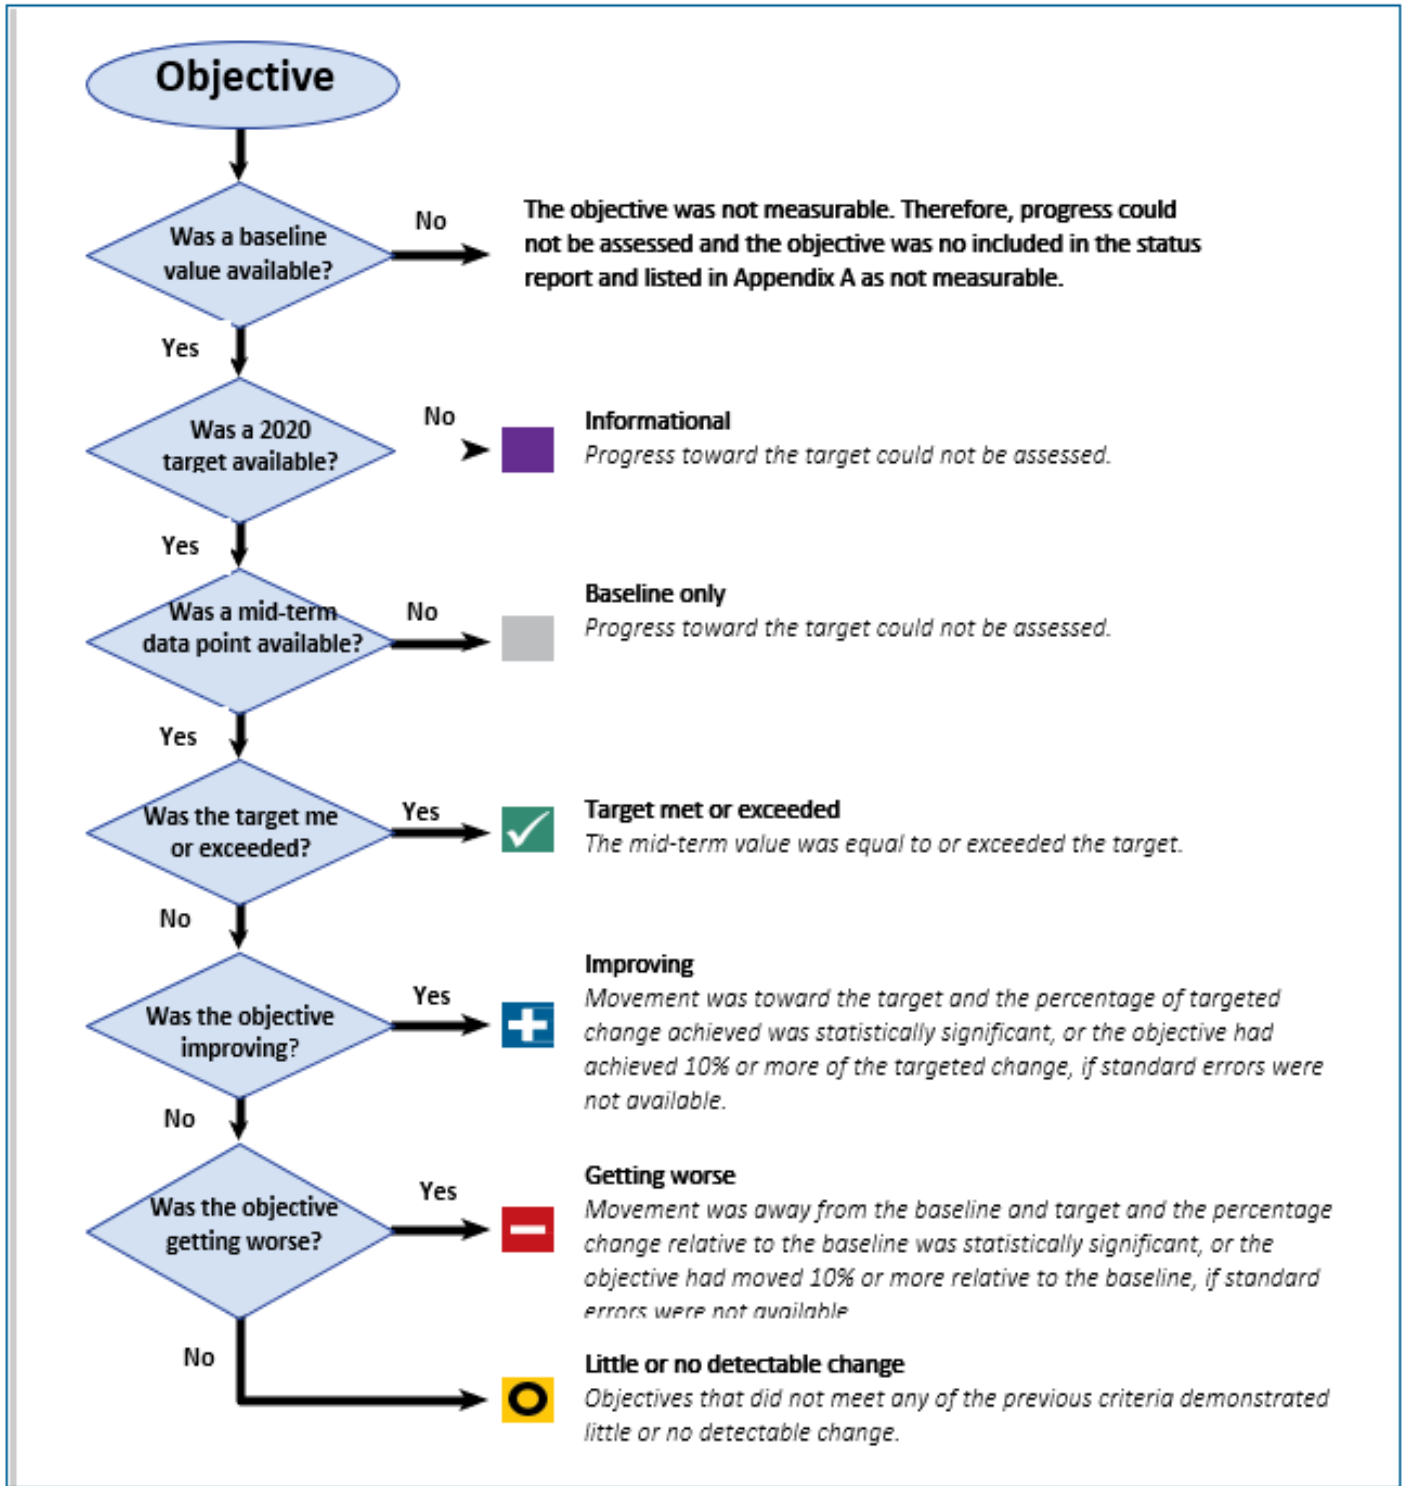 Objective
Was a baseline
value available?
No
The objective was not measurable. Therefore, progress could
not be assessed and the objective was no included in the status
report and listed in Appendix A as not measurable.
Yes
Was a 2020
target available?
No
Informational
Progress toward the target could not be assessed.
Yes
Was a mid-term
data point available?
No
Baseline only
Progress toward the target could not be assessed.
Yes
Was the target me
or exceeded?
Yes
Target met or exceeded
The mid-term value was equal to or exceeded the target.
No
Was the objective
improving?
Yes
Improving
Movement was toward the target and the percentage of targeted
change achieved was statistically significant, or the objective had
achieved 10% or more of the targeted change, if standard errors were
not available.
No
Was the objective
getting worse?
Yes
Getting worse
Movement was away from the baseline and target and the percentage
change relative to the baseline was statistically significant, or the
objective had moved 10% or more relative to the baseline, if standard
errors were not available
No
Little or no detectable change
Objectives that did not meet any of the previous criteria demonstrated
little or no detectable change.